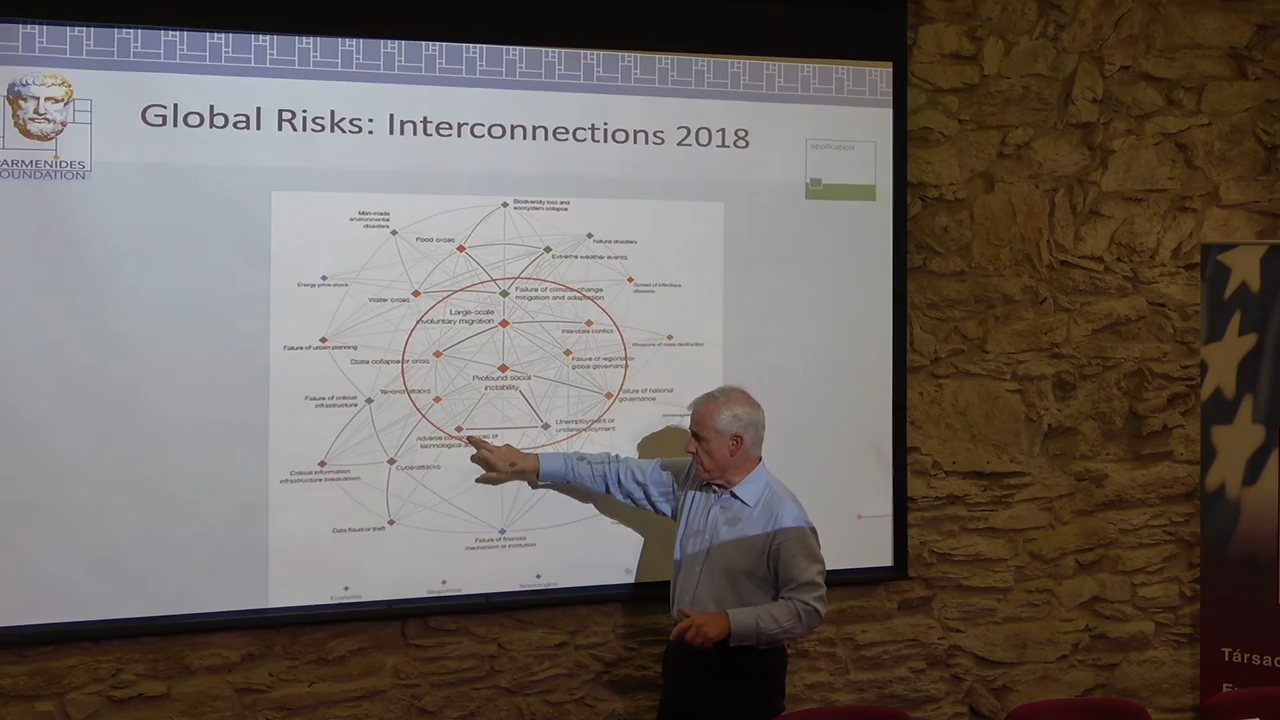 Global Risks: Interconnections 2018
ARMENIDES
OUNDATION
application
Biodiversity loss and
ecosystem collapse
Man-made
environmental
disasters
Food crises
Natural disasters
Extreme weather events
Energy price shock
Water crises
Failure of climate-change
mitigation and adaptation
Spread of infectious
diseases
Large-scale
involuntary migration
Interstate conflict
Failure of urban planning
Weapons of mass destruction
State collapse or crisis
Failure of regional or
global governance
Profound social
instability
Terrorist attacks
Failure of national
governance
Failure of critical
infrastructure
Unemployment or
underemployment
Adverse consequences of
technological
Cyberattacks
Critical information
infrastructure breakdown
Data fraud or theft
Failure of financial
mechanism or institution
Economic
Geopolitical
Technological
Társad